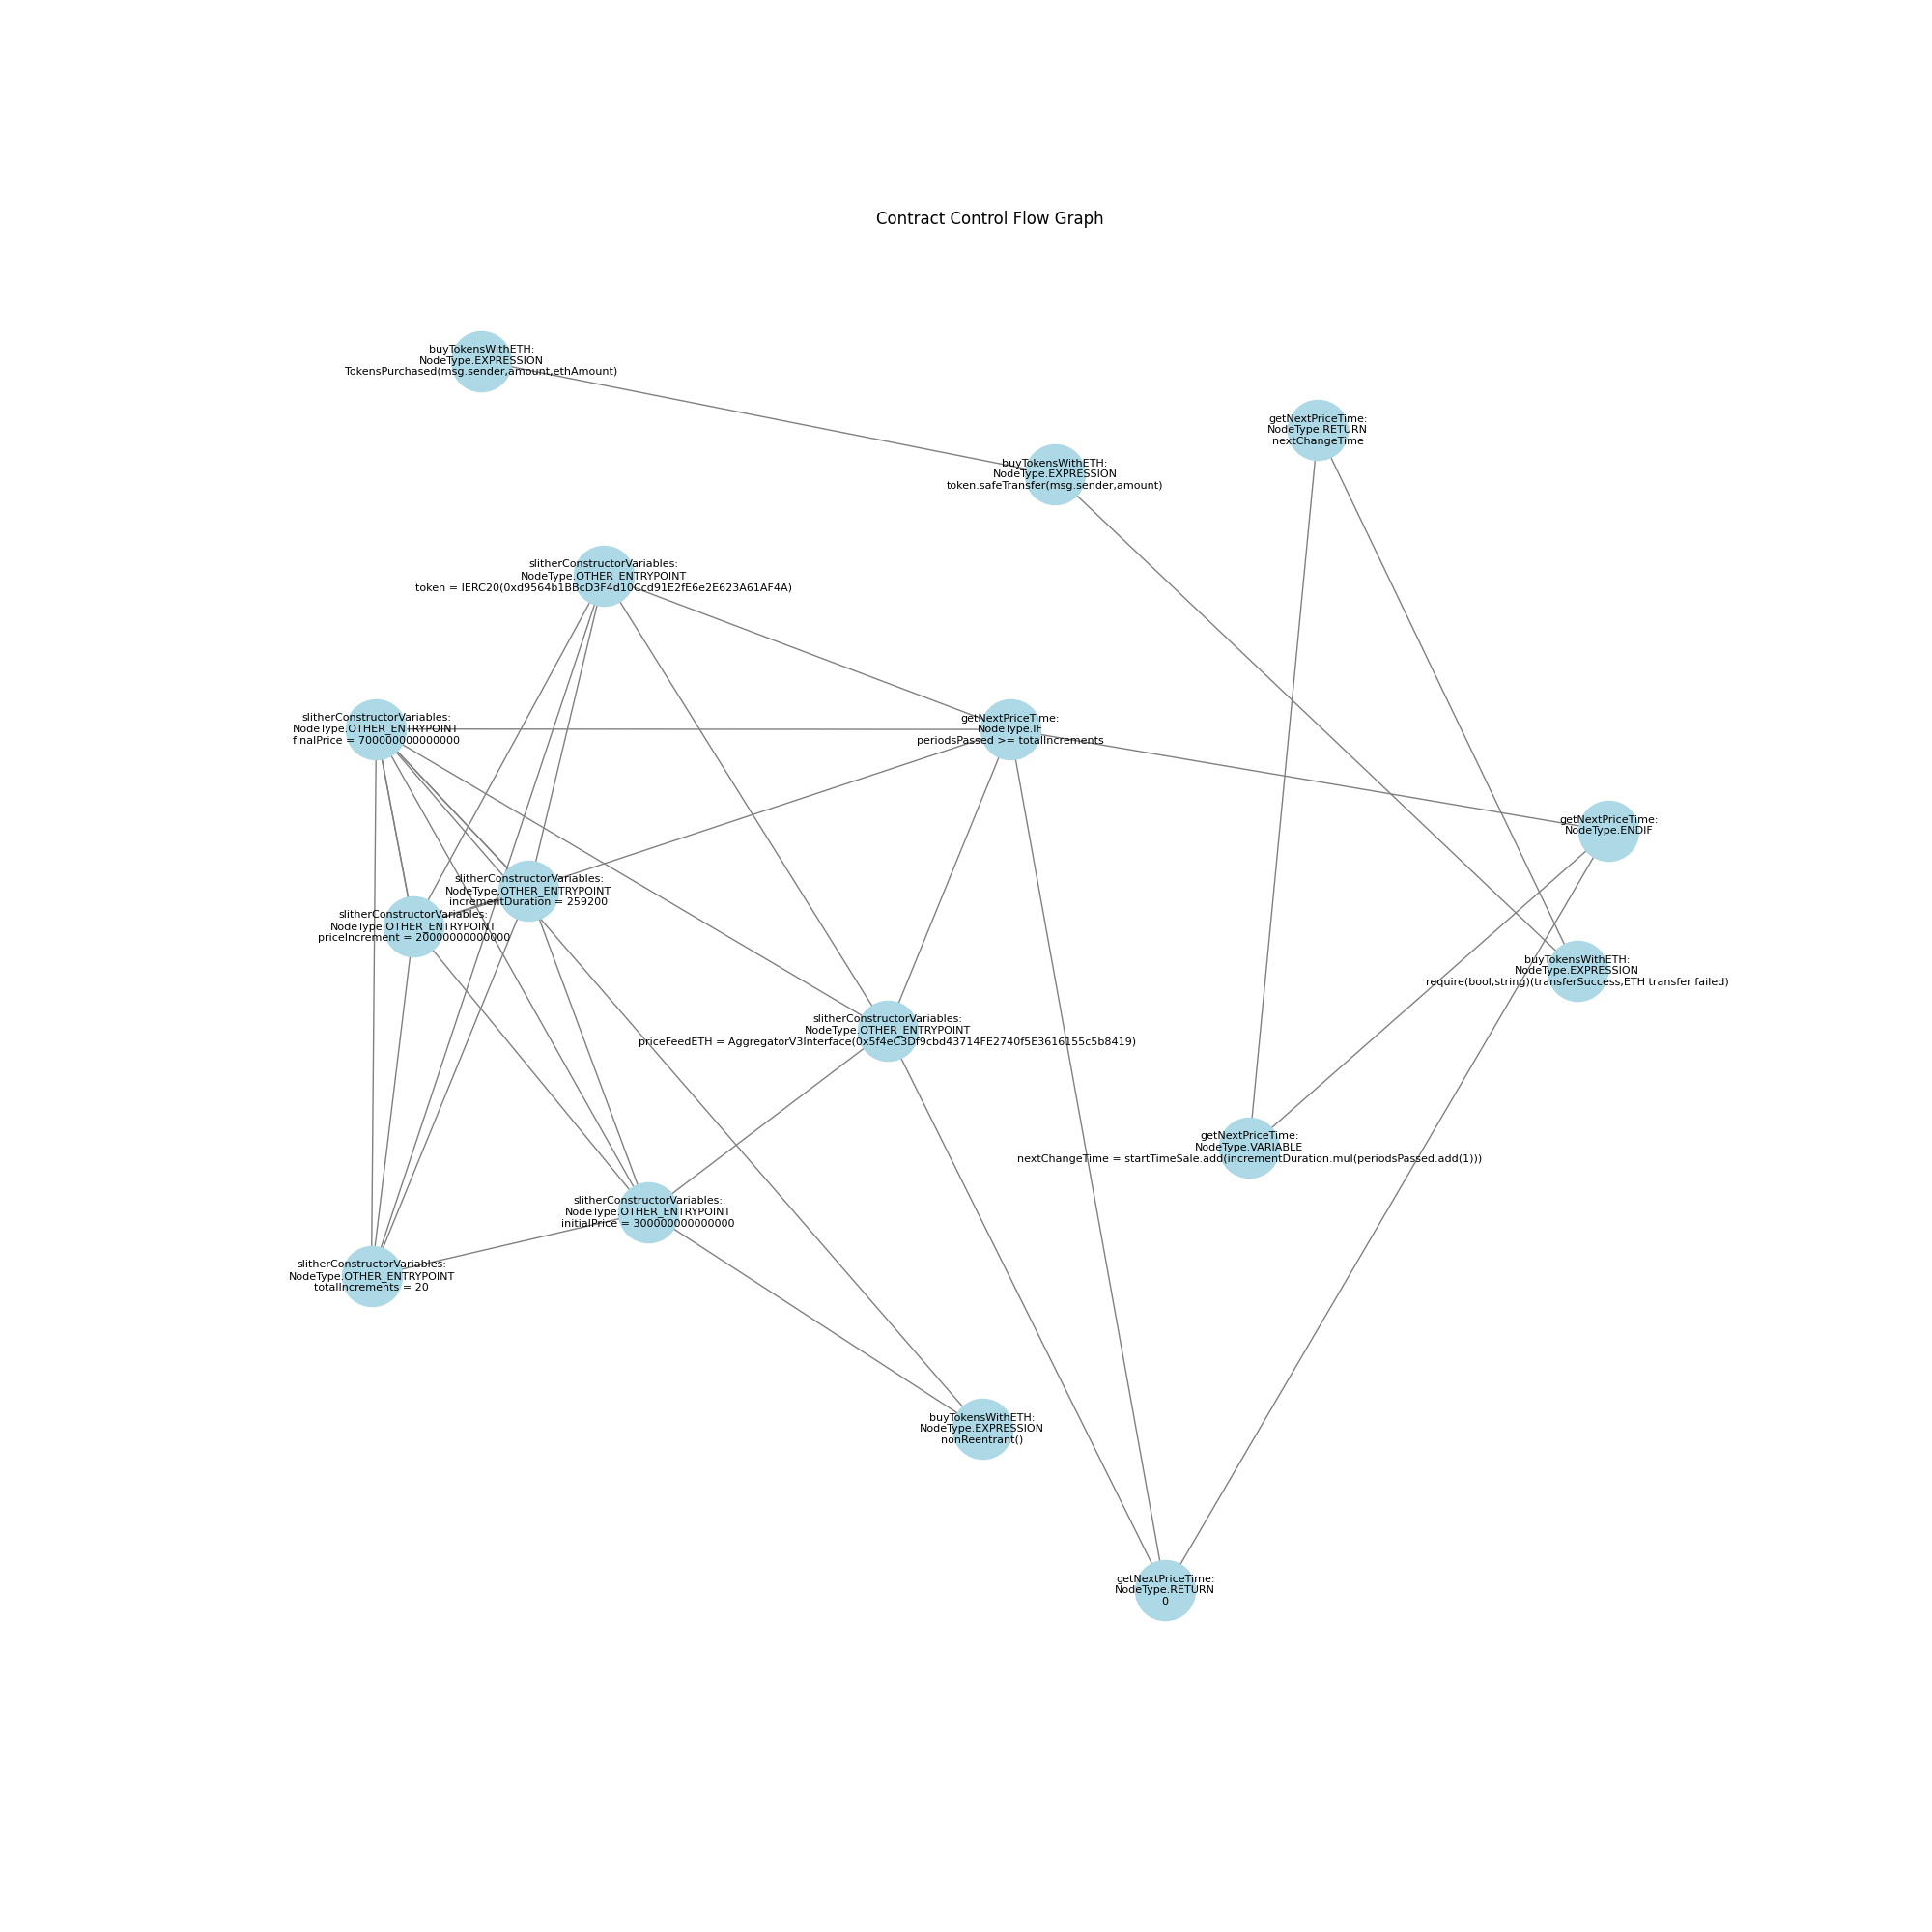 Contract Control Flow Graph
buyTokensWithETH:
NodeType.EXPRESSION
TokensPurchased(msg.sender,amount,ethAmount)
getNextPriceTime:
NodeType.RETURN
nextChangeTime
buyTokensWithETH:
NodeType.EXPRESSION
token.safeTransfer(msg.sender,amount)
slitherConstructorVariables:
NodeType.OTHER_ENTRYPOINT
token = IERC20(0xd9564b1BBcD3F4d10Ccd91E2fE6e2E623A61AF4A)
slitherConstructorVariables:
NodeType.OTHER_ENTRYPOINT
finalPrice = 700000000000000
getNextPriceTime:
NodeType.IF
periodsPassed >= totalIncrements
getNextPriceTime:
NodeType.ENDIF
slitherConstructorVariables:
NodeType.OTHER_ENTRYPOINT
incrementDuration = 259200
slitherConstructorVariables:
NodeType.OTHER_ENTRYPOINT
priceIncrement = 20000000000000
buyTokensWithETH:
NodeType.EXPRESSION
require(bool,string)(transferSuccess,ETH transfer failed)
slitherConstructorVariables:
NodeType.OTHER_ENTRYPOINT
priceFeedETH = AggregatorV3Interface(0x5f4eC3Df9cbd43714FE2740f5E3616155c5b8419)
getNextPriceTime:
NodeType.VARIABLE
nextChangeTime = startTimeSale.add(incrementDuration.mul(periodsPassed.add(1)))
slitherConstructorVariables:
NodeType.OTHER_ENTRYPOINT
initialPrice = 300000000000000
slitherConstructorVariables:
NodeType.OTHER_ENTRYPOINT
totalIncrements = 20
buyTokensWithETH:
NodeType.EXPRESSION
nonReentrant()
getNextPriceTime:
NodeType.RETURN
0